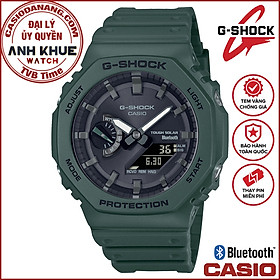 CASIODANANG.COM
ĐẠI LÝ
ỦY QUYỀN
ANH KHUÊ
WATCH
TVB Time
G-SHOCK
TEM VÀNG
CHỐNG GIẢ
BẢO HÀNH
TOÀN QUỐC
THAY PIN
MIỄN PHÍ
ADJUST
LIGHT
G-SHOCK
CASIO
TOUGH SOLAR
Bluetooth
MODE
START
PROTECTION
Bluetooth®
CASIO